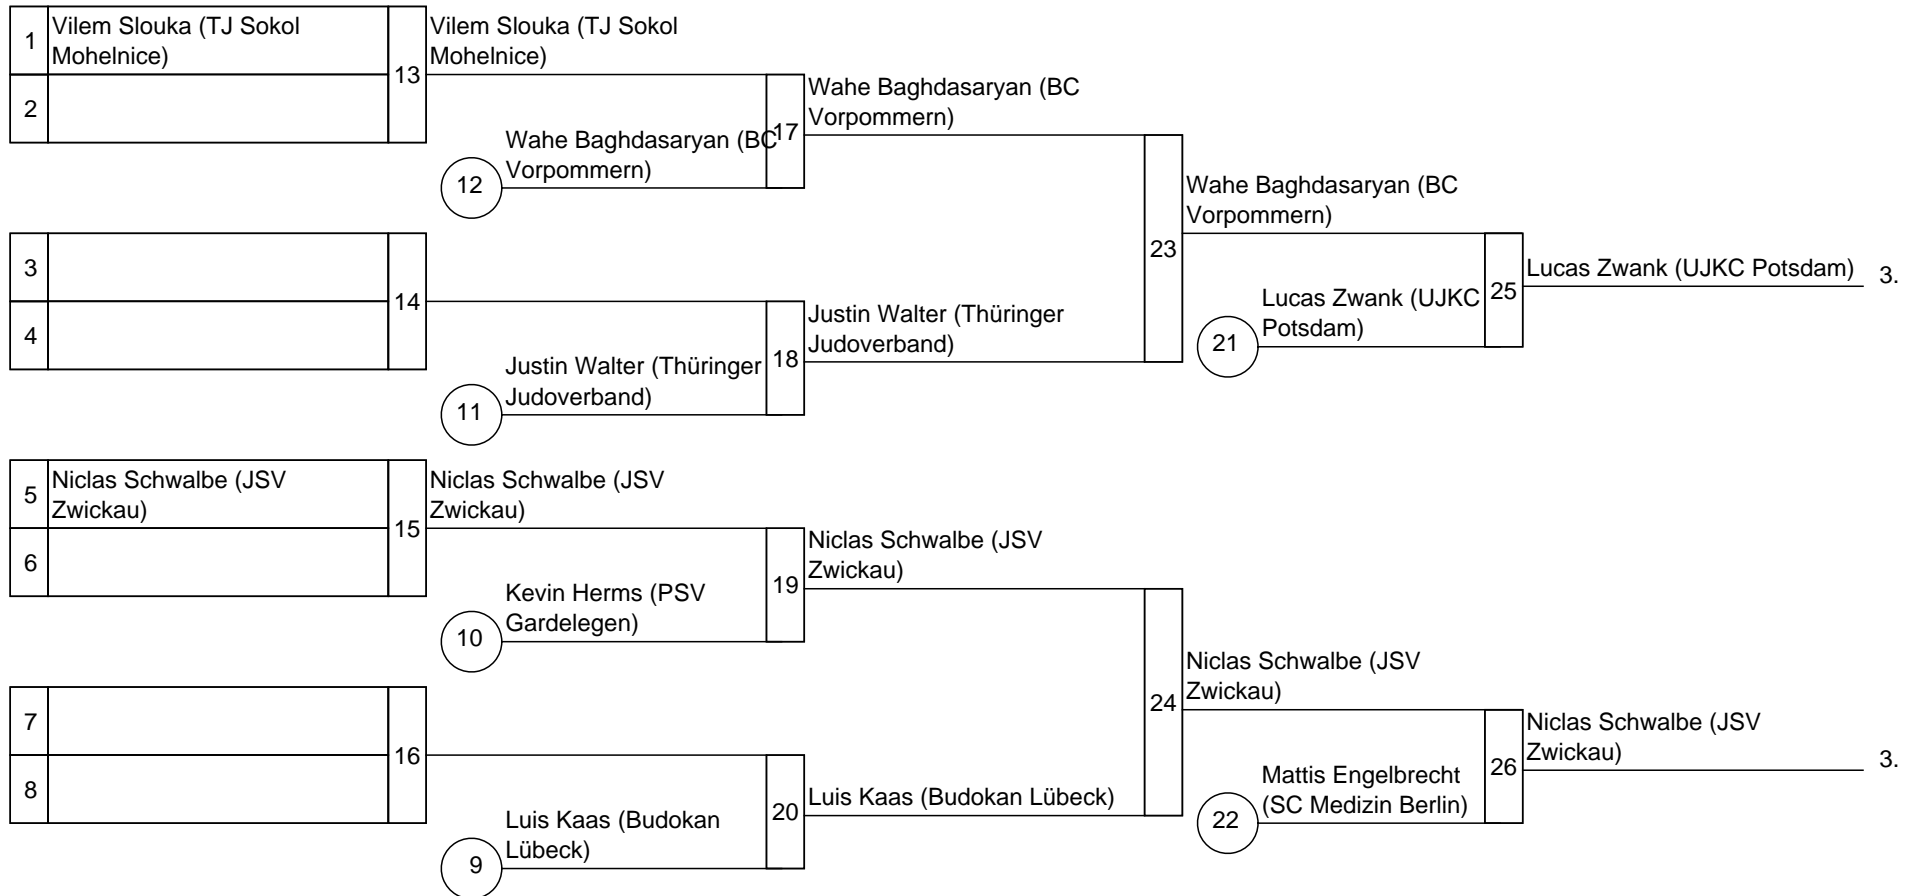 1
Vilem Slouka (TJ Sokol
Mohelnice)
2
13
Vilem Slouka (TJ Sokol
Mohelnice)
12
Wahe Baghdasaryan (BC
Vorpommern)
17
Wahe Baghdasaryan (BC
Vorpommern)
3
4
14
11
Justin Walter (Thüringer
Judoverband)
18
Justin Walter (Thüringer
Judoverband)
23
Wahe Baghdasaryan (BC
Vorpommern)
21
Lucas Zwank (UJKC
Potsdam)
25
Lucas Zwank (UJKC Potsdam)
3.
5
Niclas Schwalbe (JSV
Zwickau)
6
15
Niclas Schwalbe (JSV
Zwickau)
10
Kevin Herms (PSV
Gardelegen)
19
Niclas Schwalbe (JSV
Zwickau)
7
8
16
9
Luis Kaas (Budokan
Lübeck)
20
Luis Kaas (Budokan Lübeck)
24
Niclas Schwalbe (JSV
Zwickau)
22
Mattis Engelbrecht
(SC Medizin Berlin)
26
Niclas Schwalbe (JSV
Zwickau)
3.